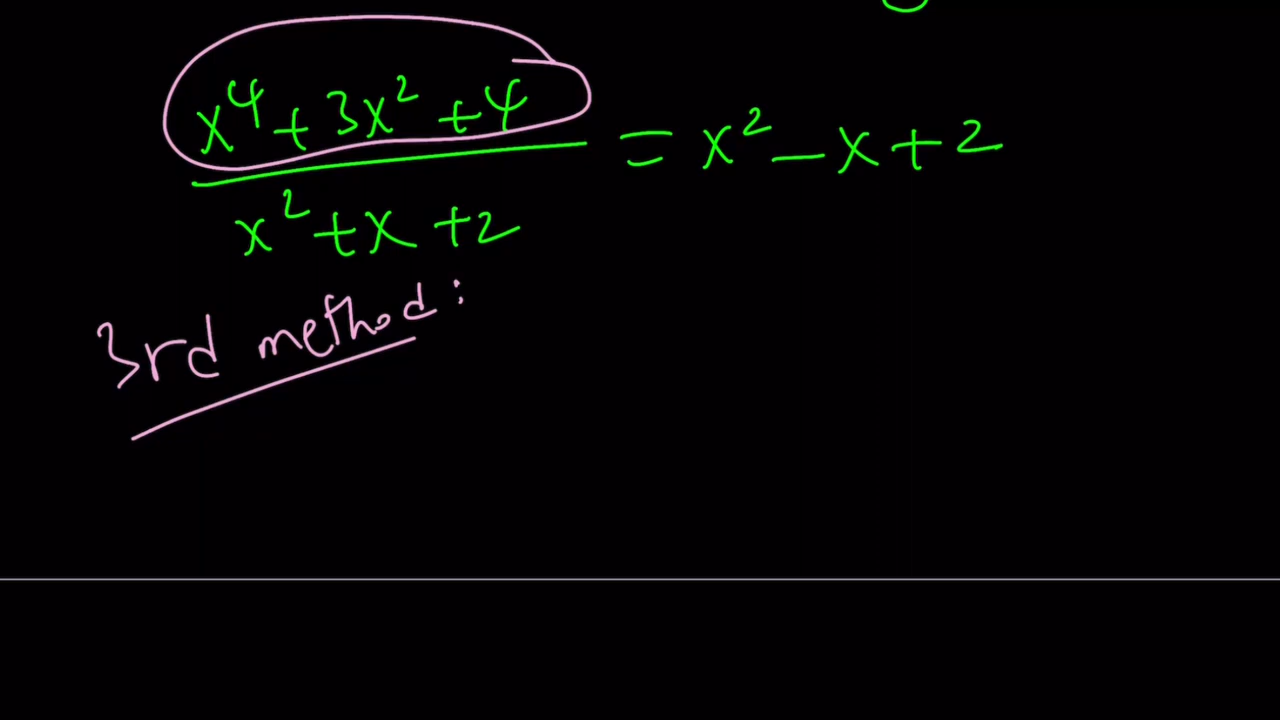 x⁴ + 3x² + 4
= x² - x + 2
x² + x + 2
3rd method: